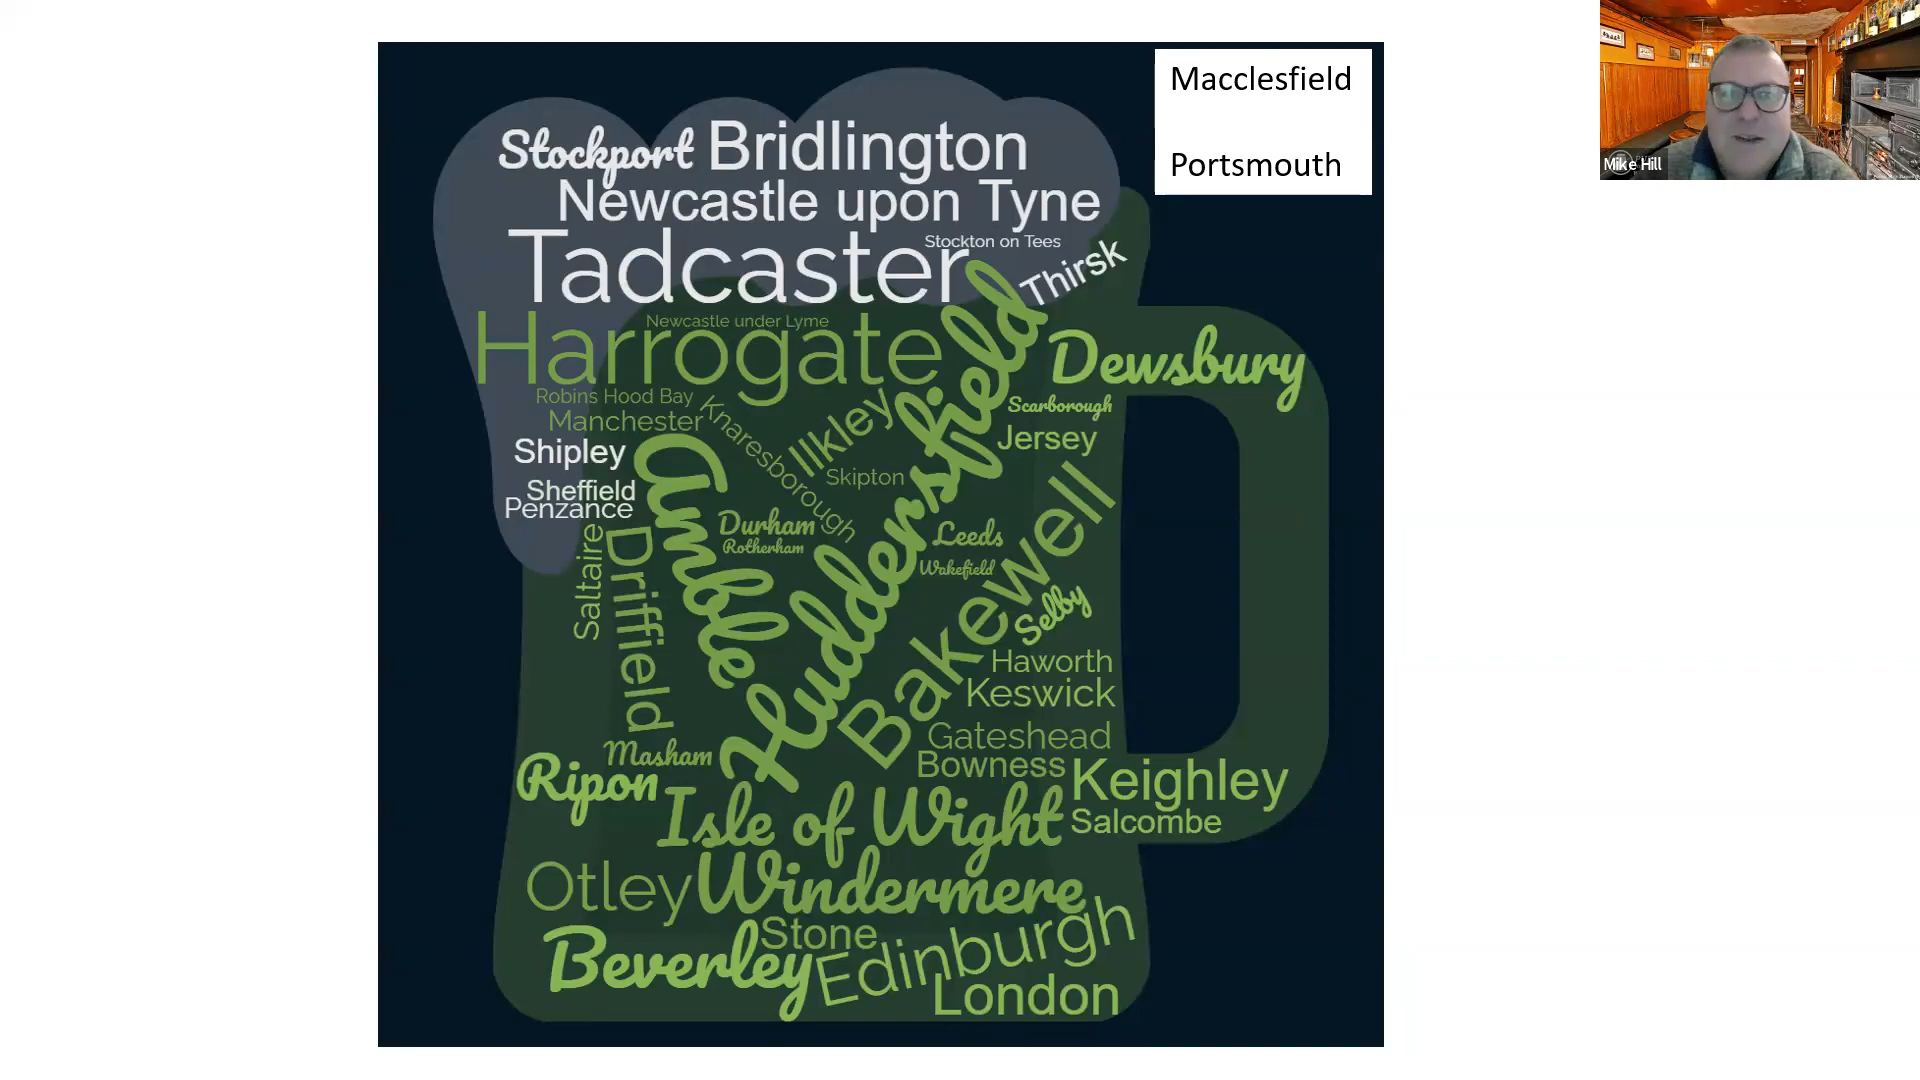 Macclesfield
Portsmouth
Mike Hill
Stockport
Bridlington
Newcastle upon Tyne
Stockton on Tees
Tadcaster
Thirsk
Newcastle under Lyme
Harrogate
Huddersfield
Dewsbury
Robins Hood Bay
Manchester
Knaresborough
Ilkley
Scarborough
Jersey
Shipley
Skipton
Sheffield
Penzance
Amble
Durham
Rotherham
Leeds
Wakefield
Bakewell
Saltaire
Driffield
Selby
Haworth
Keswick
Gateshead
Bowness
Masham
Ripon
Keighley
Isle of Wight
Salcombe
Otley
Windermere
Stone
Beverley
Edinburgh
London